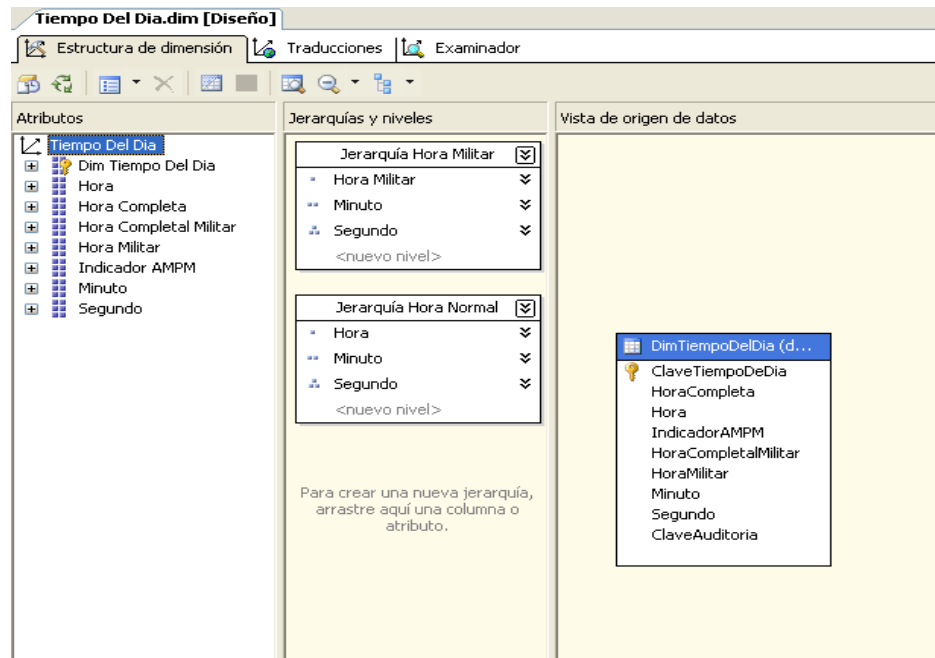 Tiempo Del Dia.dim [Diseño]
Estructura de dimensión
Traducciones
Examinador
Atributos
Tiempo Del Dia
Dim Tiempo Del Dia
Hora
Hora Completa
Hora Completal Militar
Hora Militar
Indicador AMPM
Minuto
Segundo
Jerarquías y niveles
Jerarquía Hora Militar
Hora Militar
Minuto
Segundo
<nuevo nivel>
Jerarquía Hora Normal
Hora
Minuto
Segundo
<nuevo nivel>
Para crear una nueva jerarquía,
arrastre aquí una columna o
atributo.
Vista de origen de datos
DimTiempoDelDia (d...
ClaveTiempoDeDia
HoraCompleta
Hora
IndicadorAMPM
HoraCompletalMilitar
HoraMilitar
Minuto
Segundo
ClaveAuditoria